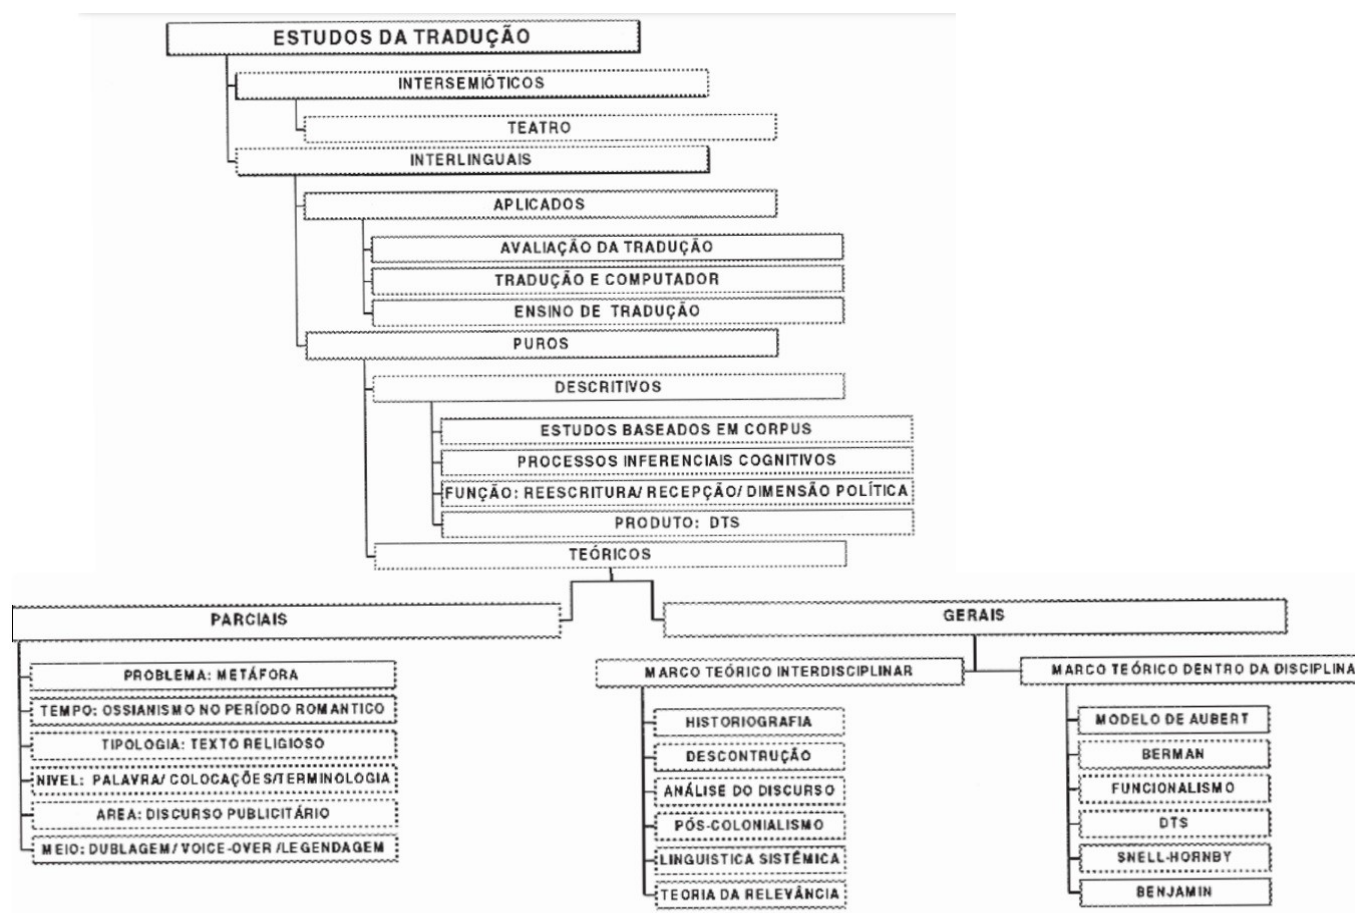 ESTUDOS DA TRADUÇÃO
INTERSEMIÓTICOS
TEATRO
INTERLINGUAIS
APLICADOS
AVALIAÇÃO DA TRADUÇÃO
TRADUÇÃO E COMPUTADOR
ENSINO DE TRADUÇÃO
PUROS
DESCRITIVOS
ESTUDOS BASEADOS EM CORPUS
PROCESSOS INFERENCIAIS COGNITIVOS
FUNÇÃO: REESCRITURA/ RECEPÇÃO/ DIMENSÃO POLÍTICA
PRODUTO: DTS
TEÓRICOS
PARCIAIS
PROBLEMA: METÁFORA
TEMPO: OSSIANISMO NO PERÍODO ROMANTICO
TIPOLOGIA: TEXTO RELIGIOSO
NIVEL: PALAVRA/ COLOCAÇÕES/TERMINOLOGIA
AREA: DISCURSO PUBLICITÁRIO
MEIO: DUBLAGEM/ VOICE-OVER /LEGENDAGEM
GERAIS
MARCO TEÓRICO INTERDISCIPLINAR
HISTORIOGRAFIA
DESCONTRUÇÃO
ANÁLISE DO DISCURSO
PÓS-COLONIALISMO
LINGUISTICA SISTÊMICA
TEORIA DA RELEVÂNCIA
MARCO TEÓRICO DENTRO DA DISCIPLINA
MODELO DE AUBERT
BERMAN
FUNCIONALISMO
DTS
SNELL-HORNBY
BENJAMIN